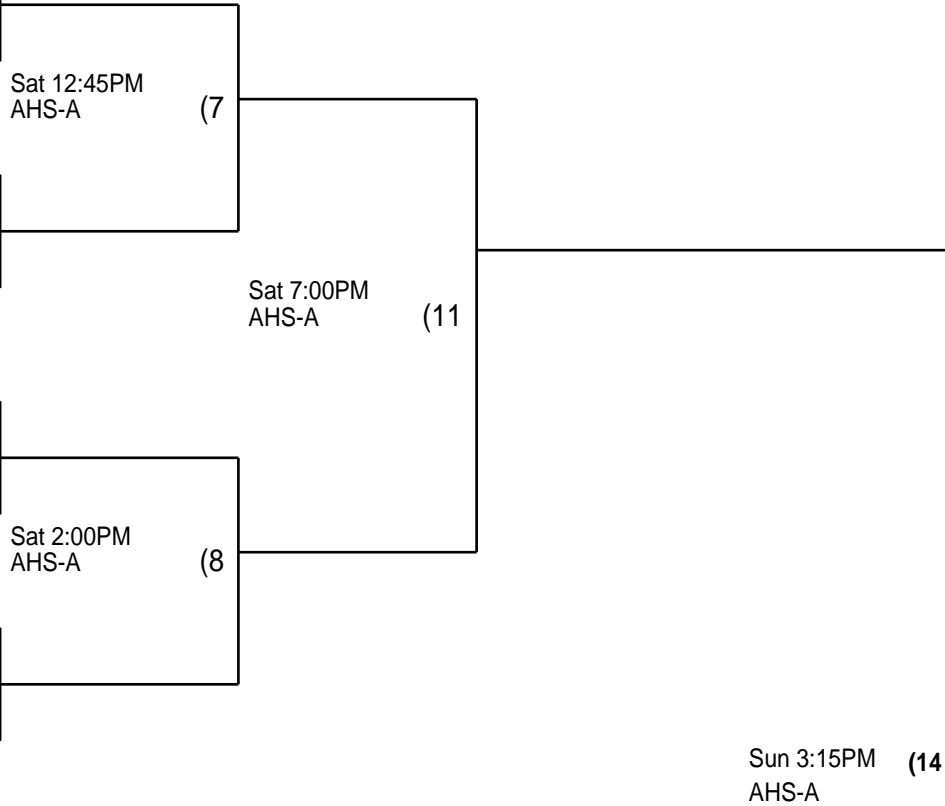 Sat 12:45PM
AHS-A (7
Sat 7:00PM
AHS-A (11
Sat 2:00PM
AHS-A (8
Sun 3:15PM (14
AHS-A